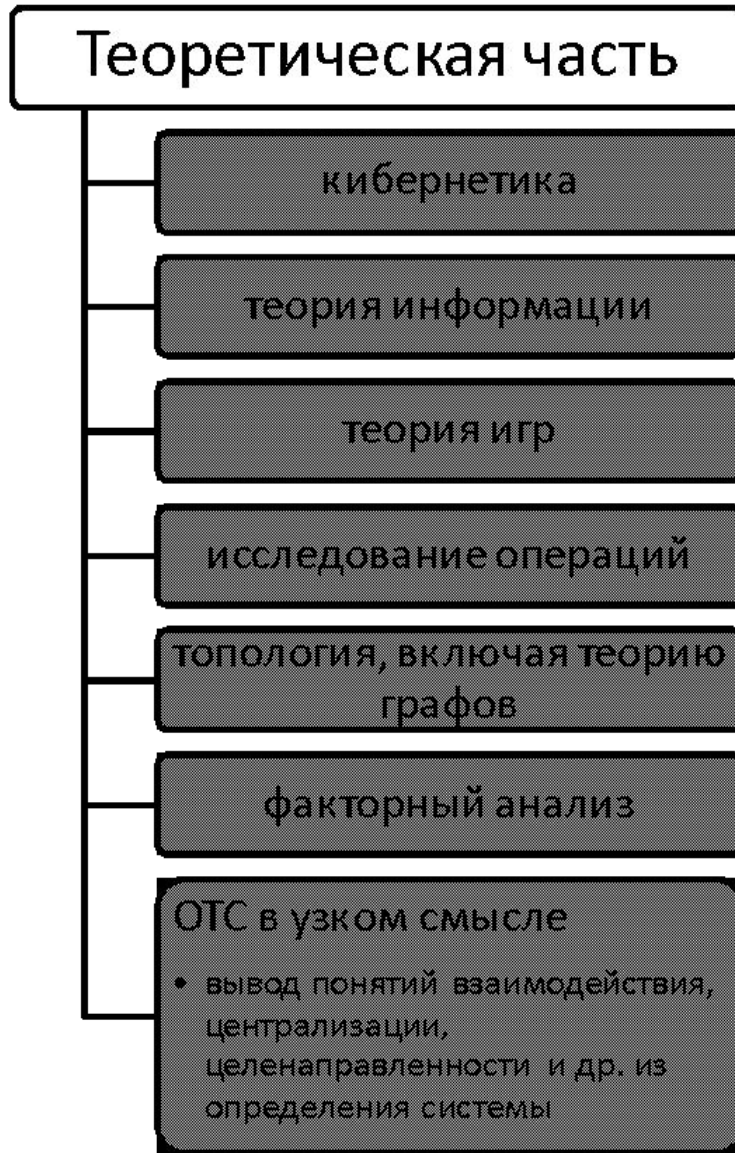 Теоретическая часть
кибернетика
теория информации
теория игр
исследование операций
топология, включая теорию
графов
факторный анализ
ОТС в узком смысле
• вывод понятий взаимодействия,
централизации,
целенаправленности и др. из
определения системы